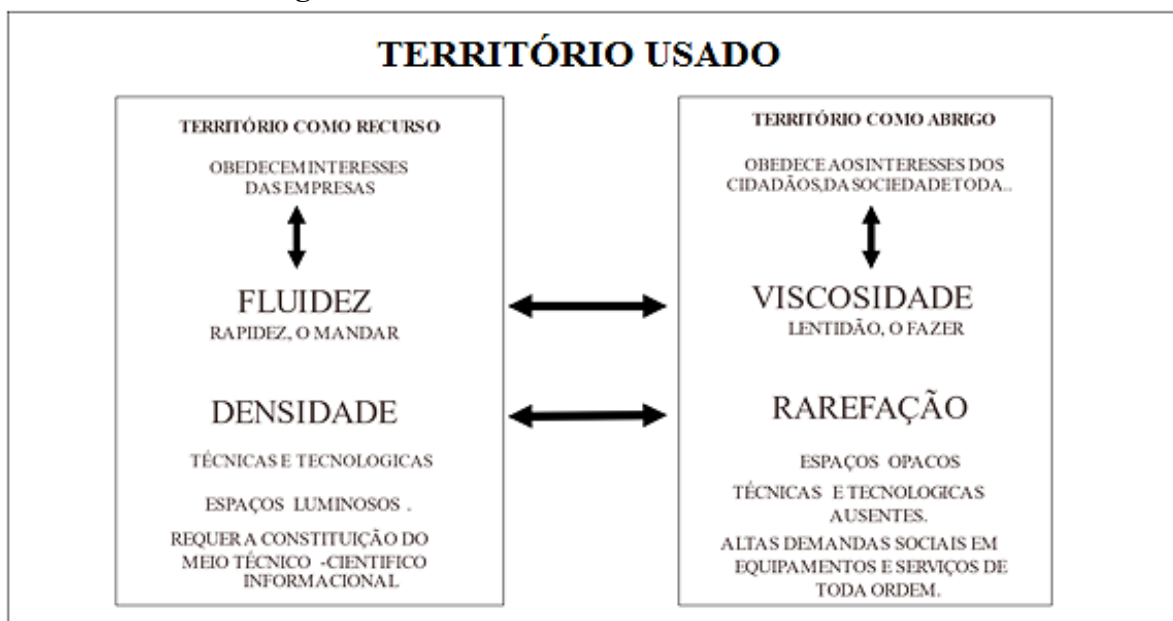 TERRITÓRIO USADO
TERRITÓRIO COMO RECURSO
OBEDECEM INTERESSES
DAS EMPRESAS
FLUIDEZ
RAPIDEZ, O MANDAR
DENSIDADE
TÉCNICAS E TECNOLOGICAS
ESPAÇOS LUMINOSOS .
REQUER A CONSTITUIÇÃO DO
MEIO TÉCNICO -CIENTIFICO
INFORMACIONAL
TERRITÓRIO COMO ABRIGO
OBEDECE AOS INTERESSES DOS
CIDADÃOS, DA SOCIEDADE TODA..
VISCOSIDADE
LENTIDÃO, O FAZER
RAREFAÇÃO
ESPAÇOS OPACOS
TÉCNICAS E TECNOLOGICAS
AUSENTES.
ALTAS DEMANDAS SOCIAIS EM
EQUIPAMENTOS E SERVIÇOS DE
TODA ORDEM.